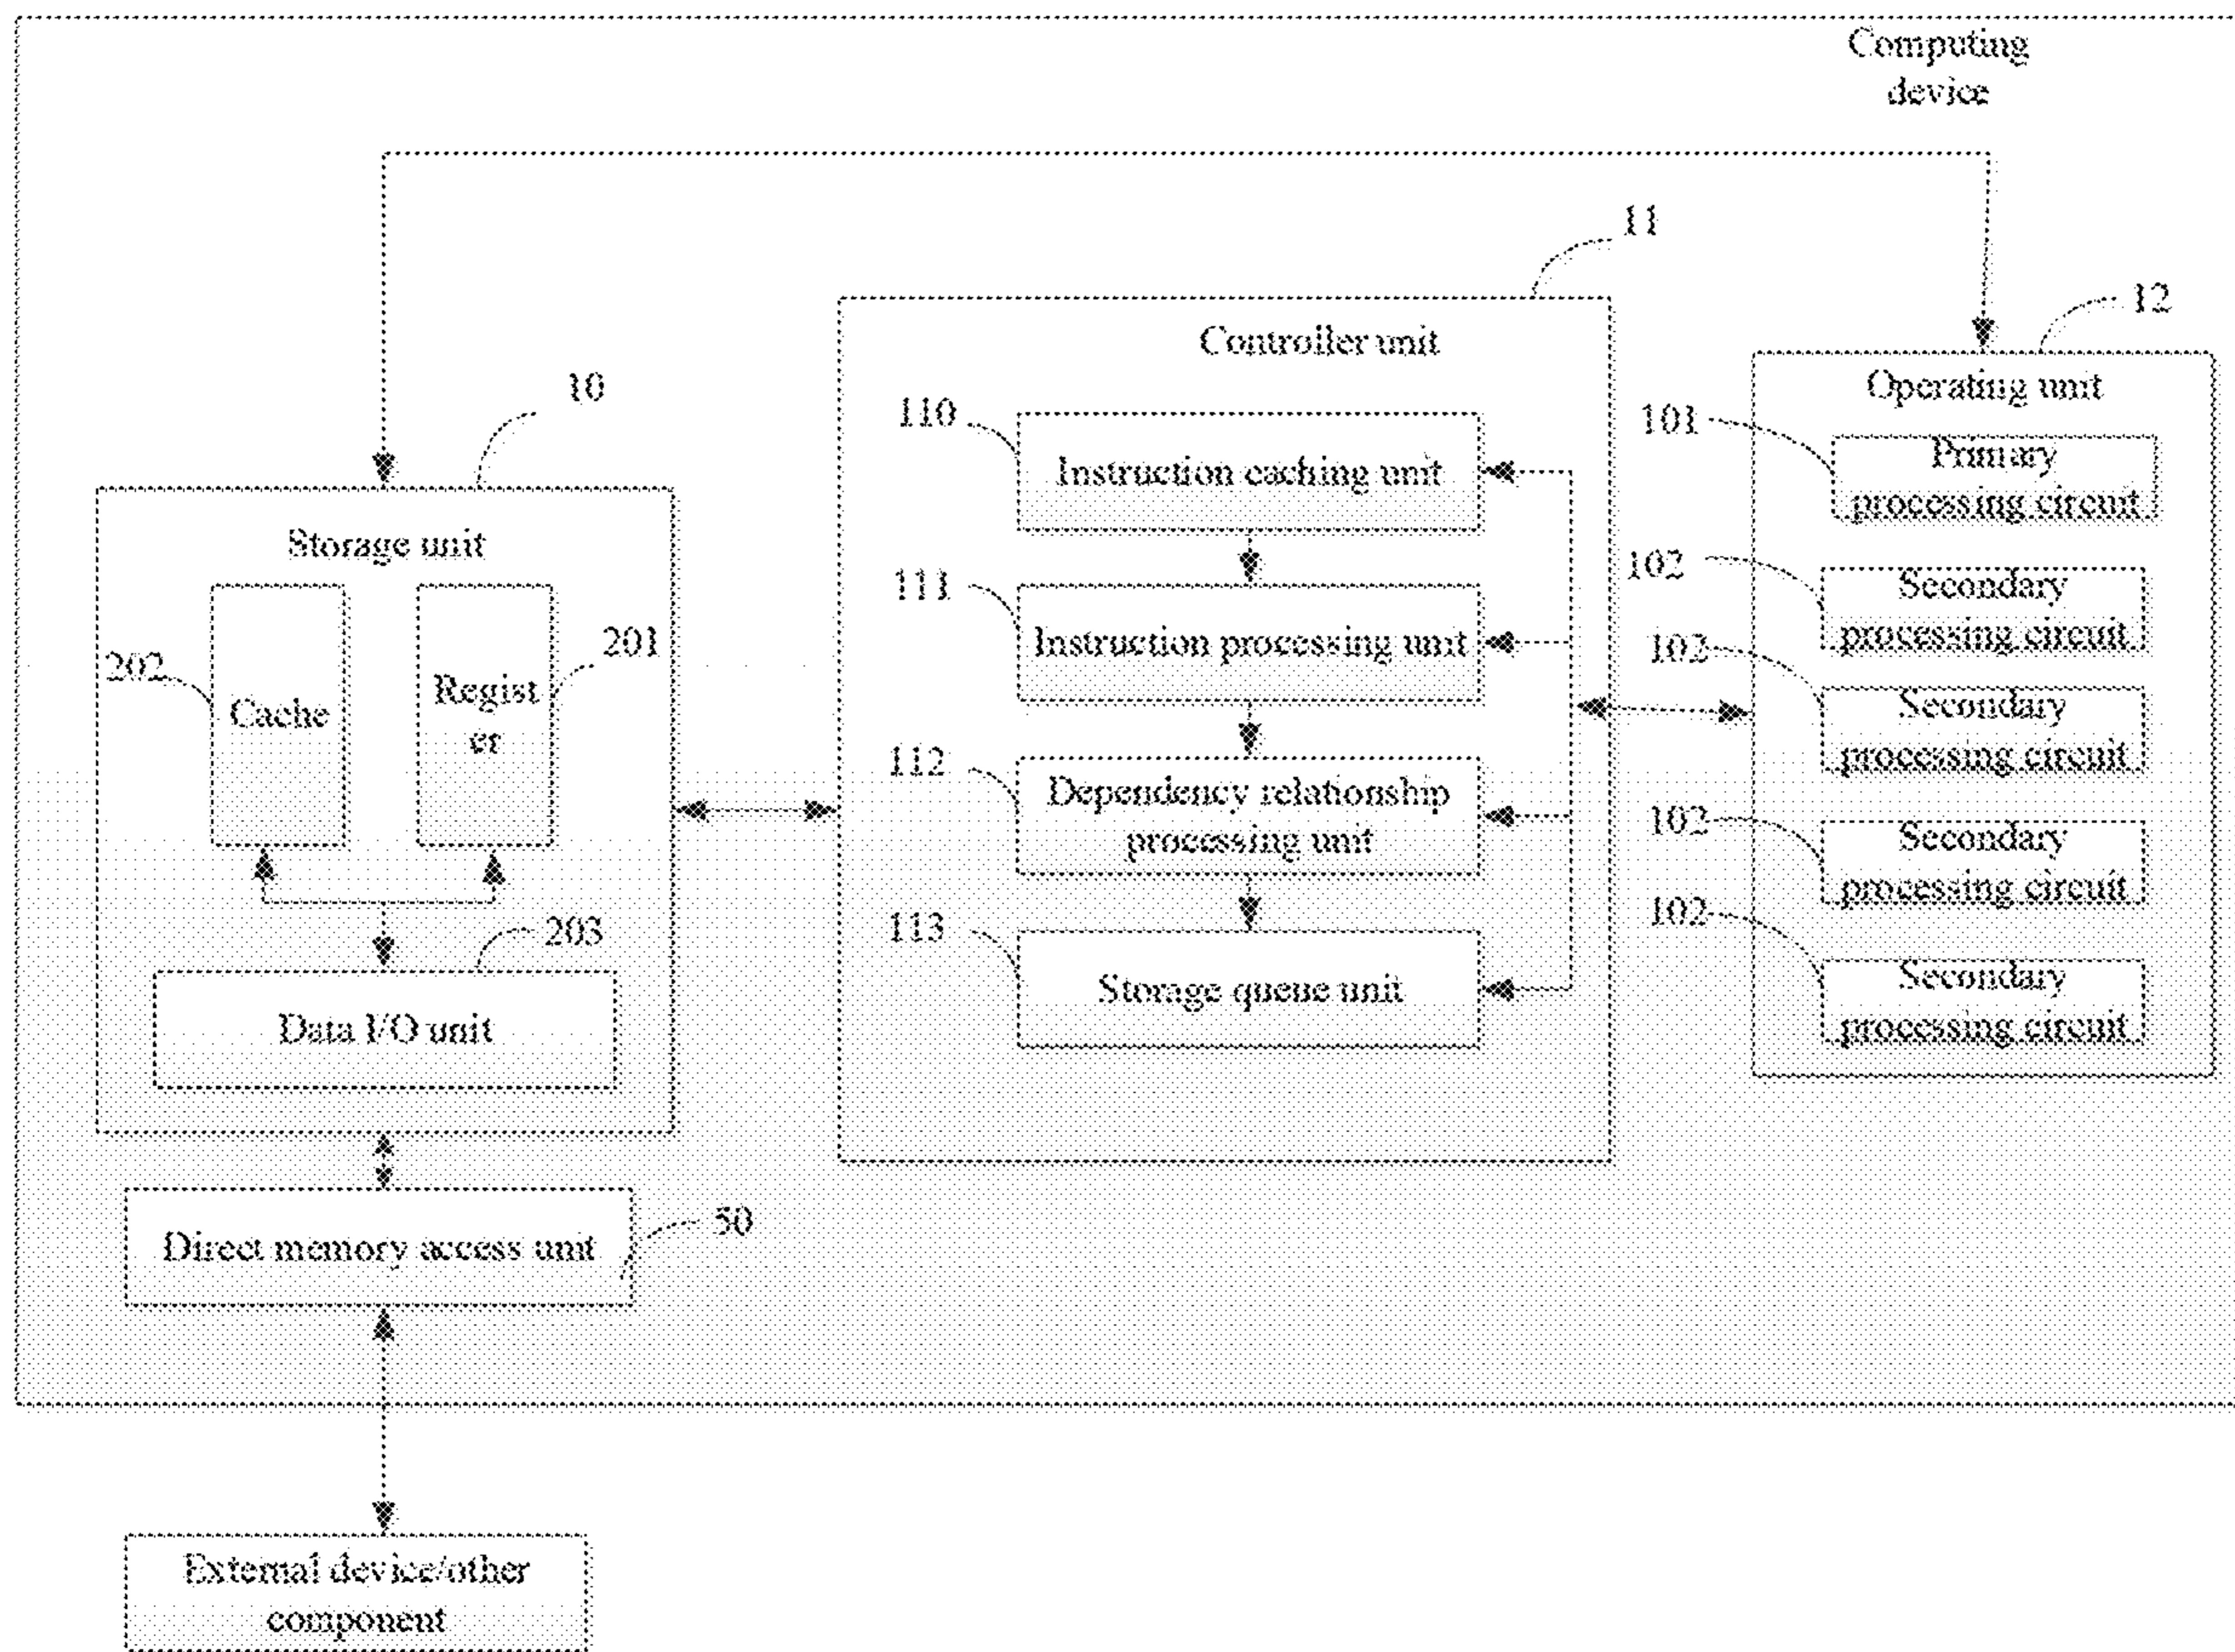 Computing
device
11
12
Controller unit
Operating unit
10
110
101
Primary
processing circuit
Instruction caching unit
Storage unit
102
Secondary
processing circuit
111
Instruction processing unit
201
202
Cache
Regist
er
102
Secondary
processing circuit
112
Dependency relationship
processing unit
102
Secondary
processing circuit
203
113
Storage queue unit
102
Secondary
processing circuit
Data I/O unit
50
Direct memory access unit
External device/other
component